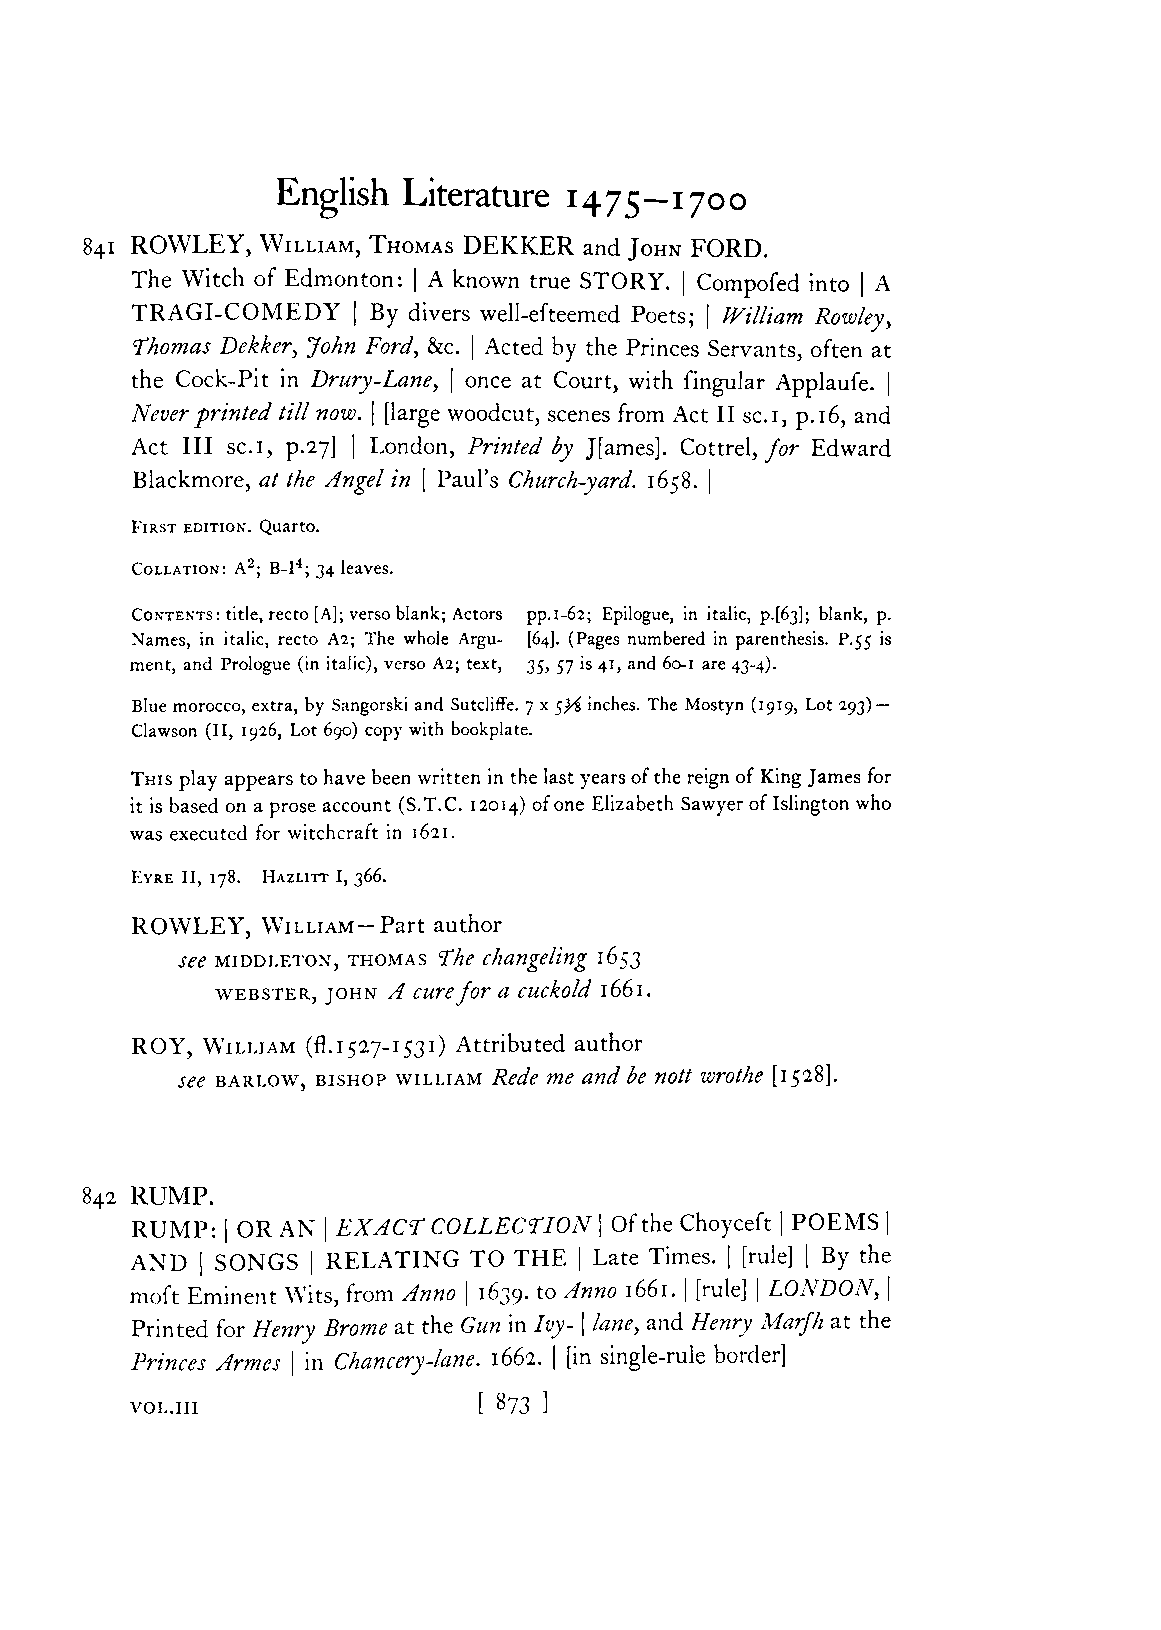 English Literature 1475–1700
841 ROWLEY, WILLIAM, THOMAS DEKKER and JOHN FORD.
The Witch of Edmonton: | A known true STORY. | Compoſed into | A
TRAGI-COMEDY | By divers well-eſteemed Poets; | William Rowley,
Thomas Dekker, John Ford, &c. | Acted by the Princes Servants, often at
the Cock-Pit in Drury-Lane, | once at Court, with ſingular Applauſe. |
Never printed till now. | [large woodcut, scenes from Act II sc.1, p.16, and
Act III sc.1, p.27] | London, Printed by J[ames]. Cottrel, for Edward
Blackmore, at the Angel in | Paul's Church-yard. 1658. |
FIRST EDITION. Quarto.
COLLATION: A²; B-I⁴; 34 leaves.
CONTENTS: title, recto [A]; verso blank; Actors
Names, in italic, recto A2; The whole Argu-
ment, and Prologue (in italic), verso A2; text,
pp.1-62; Epilogue, in italic, p.[63]; blank, p.
[64]. (Pages numbered in parenthesis. P.55 is
35, 57 is 41, and 60-1 are 43-4).
Blue morocco, extra, by Sangorski and Sutcliffe. 7 x 5⅜ inches. The Mostyn (1919, Lot 293)—
Clawson (II, 1926, Lot 690) copy with bookplate.
THIS play appears to have been written in the last years of the reign of King James for
it is based on a prose account (S.T.C. 12014) of one Elizabeth Sawyer of Islington who
was executed for witchcraft in 1621.
EYRE II, 178. HAZLITT I, 366.
ROWLEY, WILLIAM—Part author
see MIDDLETON, THOMAS The changeling 1653
WEBSTER, JOHN A cure for a cuckold 1661.
ROY, WILLIAM (fl.1527-1531) Attributed author
see BARLOW, BISHOP WILLIAM Rede me and be nott wrothe [1528].
842 RUMP.
RUMP: | OR AN | EXACT COLLECTION | Of the Choyceſt | POEMS |
AND | SONGS | RELATING TO THE | Late Times. | [rule] | By the
moſt Eminent Wits, from Anno | 1639. to Anno 1661. | [rule] | LONDON, |
Printed for Henry Brome at the Gun in Ivy- | lane, and Henry Marſh at the
Princes Armes | in Chancery-lane. 1662. | [in single-rule border]
VOL.III [ 873 ]